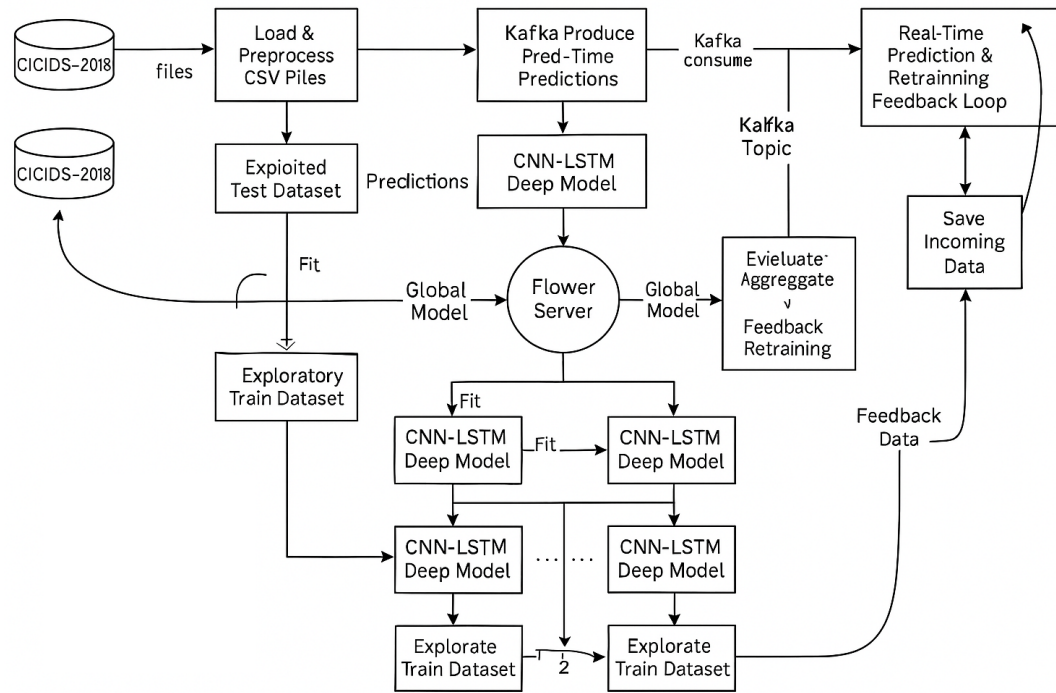 CICIDS-2018
files
Load &
Preprocess
CSV Piles
Kafka Produce
Pred-Time
Predictions
Kafka
consume
Real-Time
Prediction &
Retrainning
Feedback Loop
CICIDS-2018
Expioited
Test Dataset
Predictions
CNN-LSTM
Deep Model
Kalfka
Topic
Save
Incoming
Data
Fit
Global
Model
Flower
Server
Global
Model
Evieluate-
Aggreggate
v
Feedback
Retraining
Exploratory
Train Dataset
Fit
CNN-LSTM
Deep Model
Fit
CNN-LSTM
Deep Model
Feedback
Data
CNN-LSTM
Deep Model
... ...
CNN-LSTM
Deep Model
Explorate
Train Dataset
2
Explorate
Train Dataset